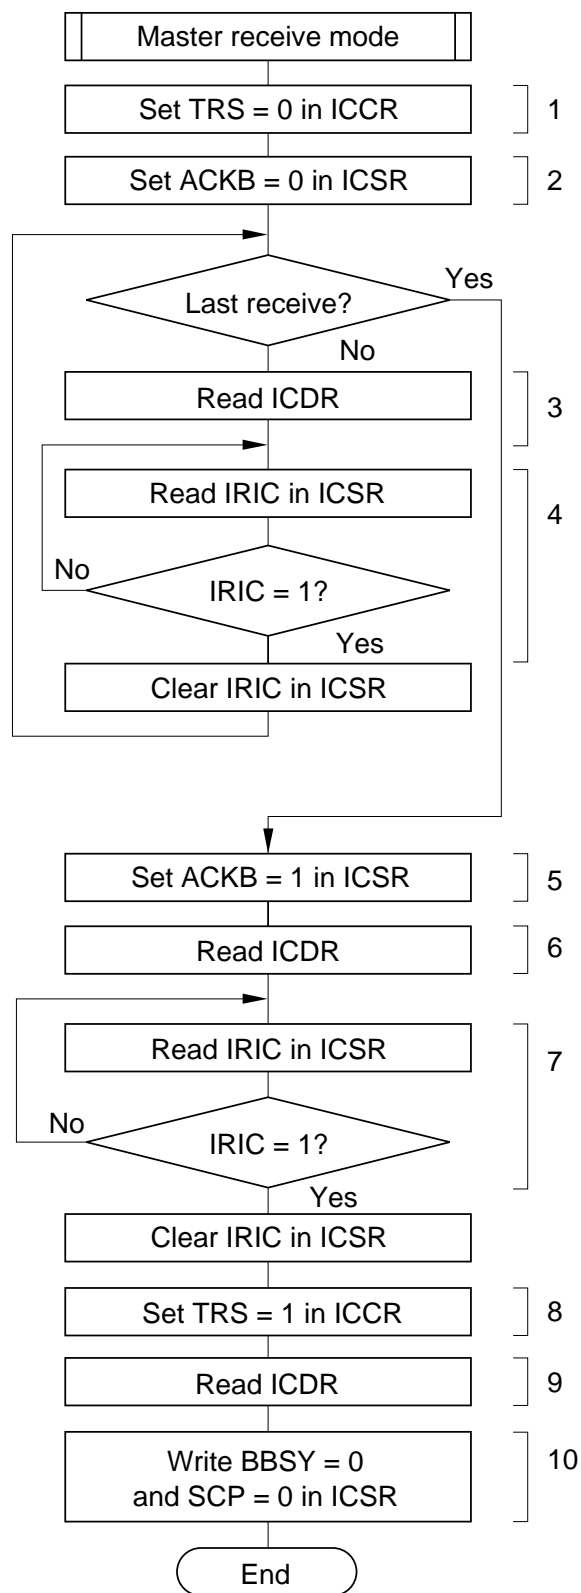 Master receive mode
Set TRS = 0 in ICCR
1
Set ACKB = 0 in ICSR
2
Last receive?
Yes
No
Read ICDR
3
Read IRIC in ICSR
4
No
IRIC = 1?
Yes
Clear IRIC in ICSR
Set ACKB = 1 in ICSR
5
Read ICDR
6
Read IRIC in ICSR
7
No
IRIC = 1?
Yes
Clear IRIC in ICSR
Set TRS = 1 in ICCR
8
Read ICDR
9
Write BBSY = 0
and SCP = 0 in ICSR
10
End